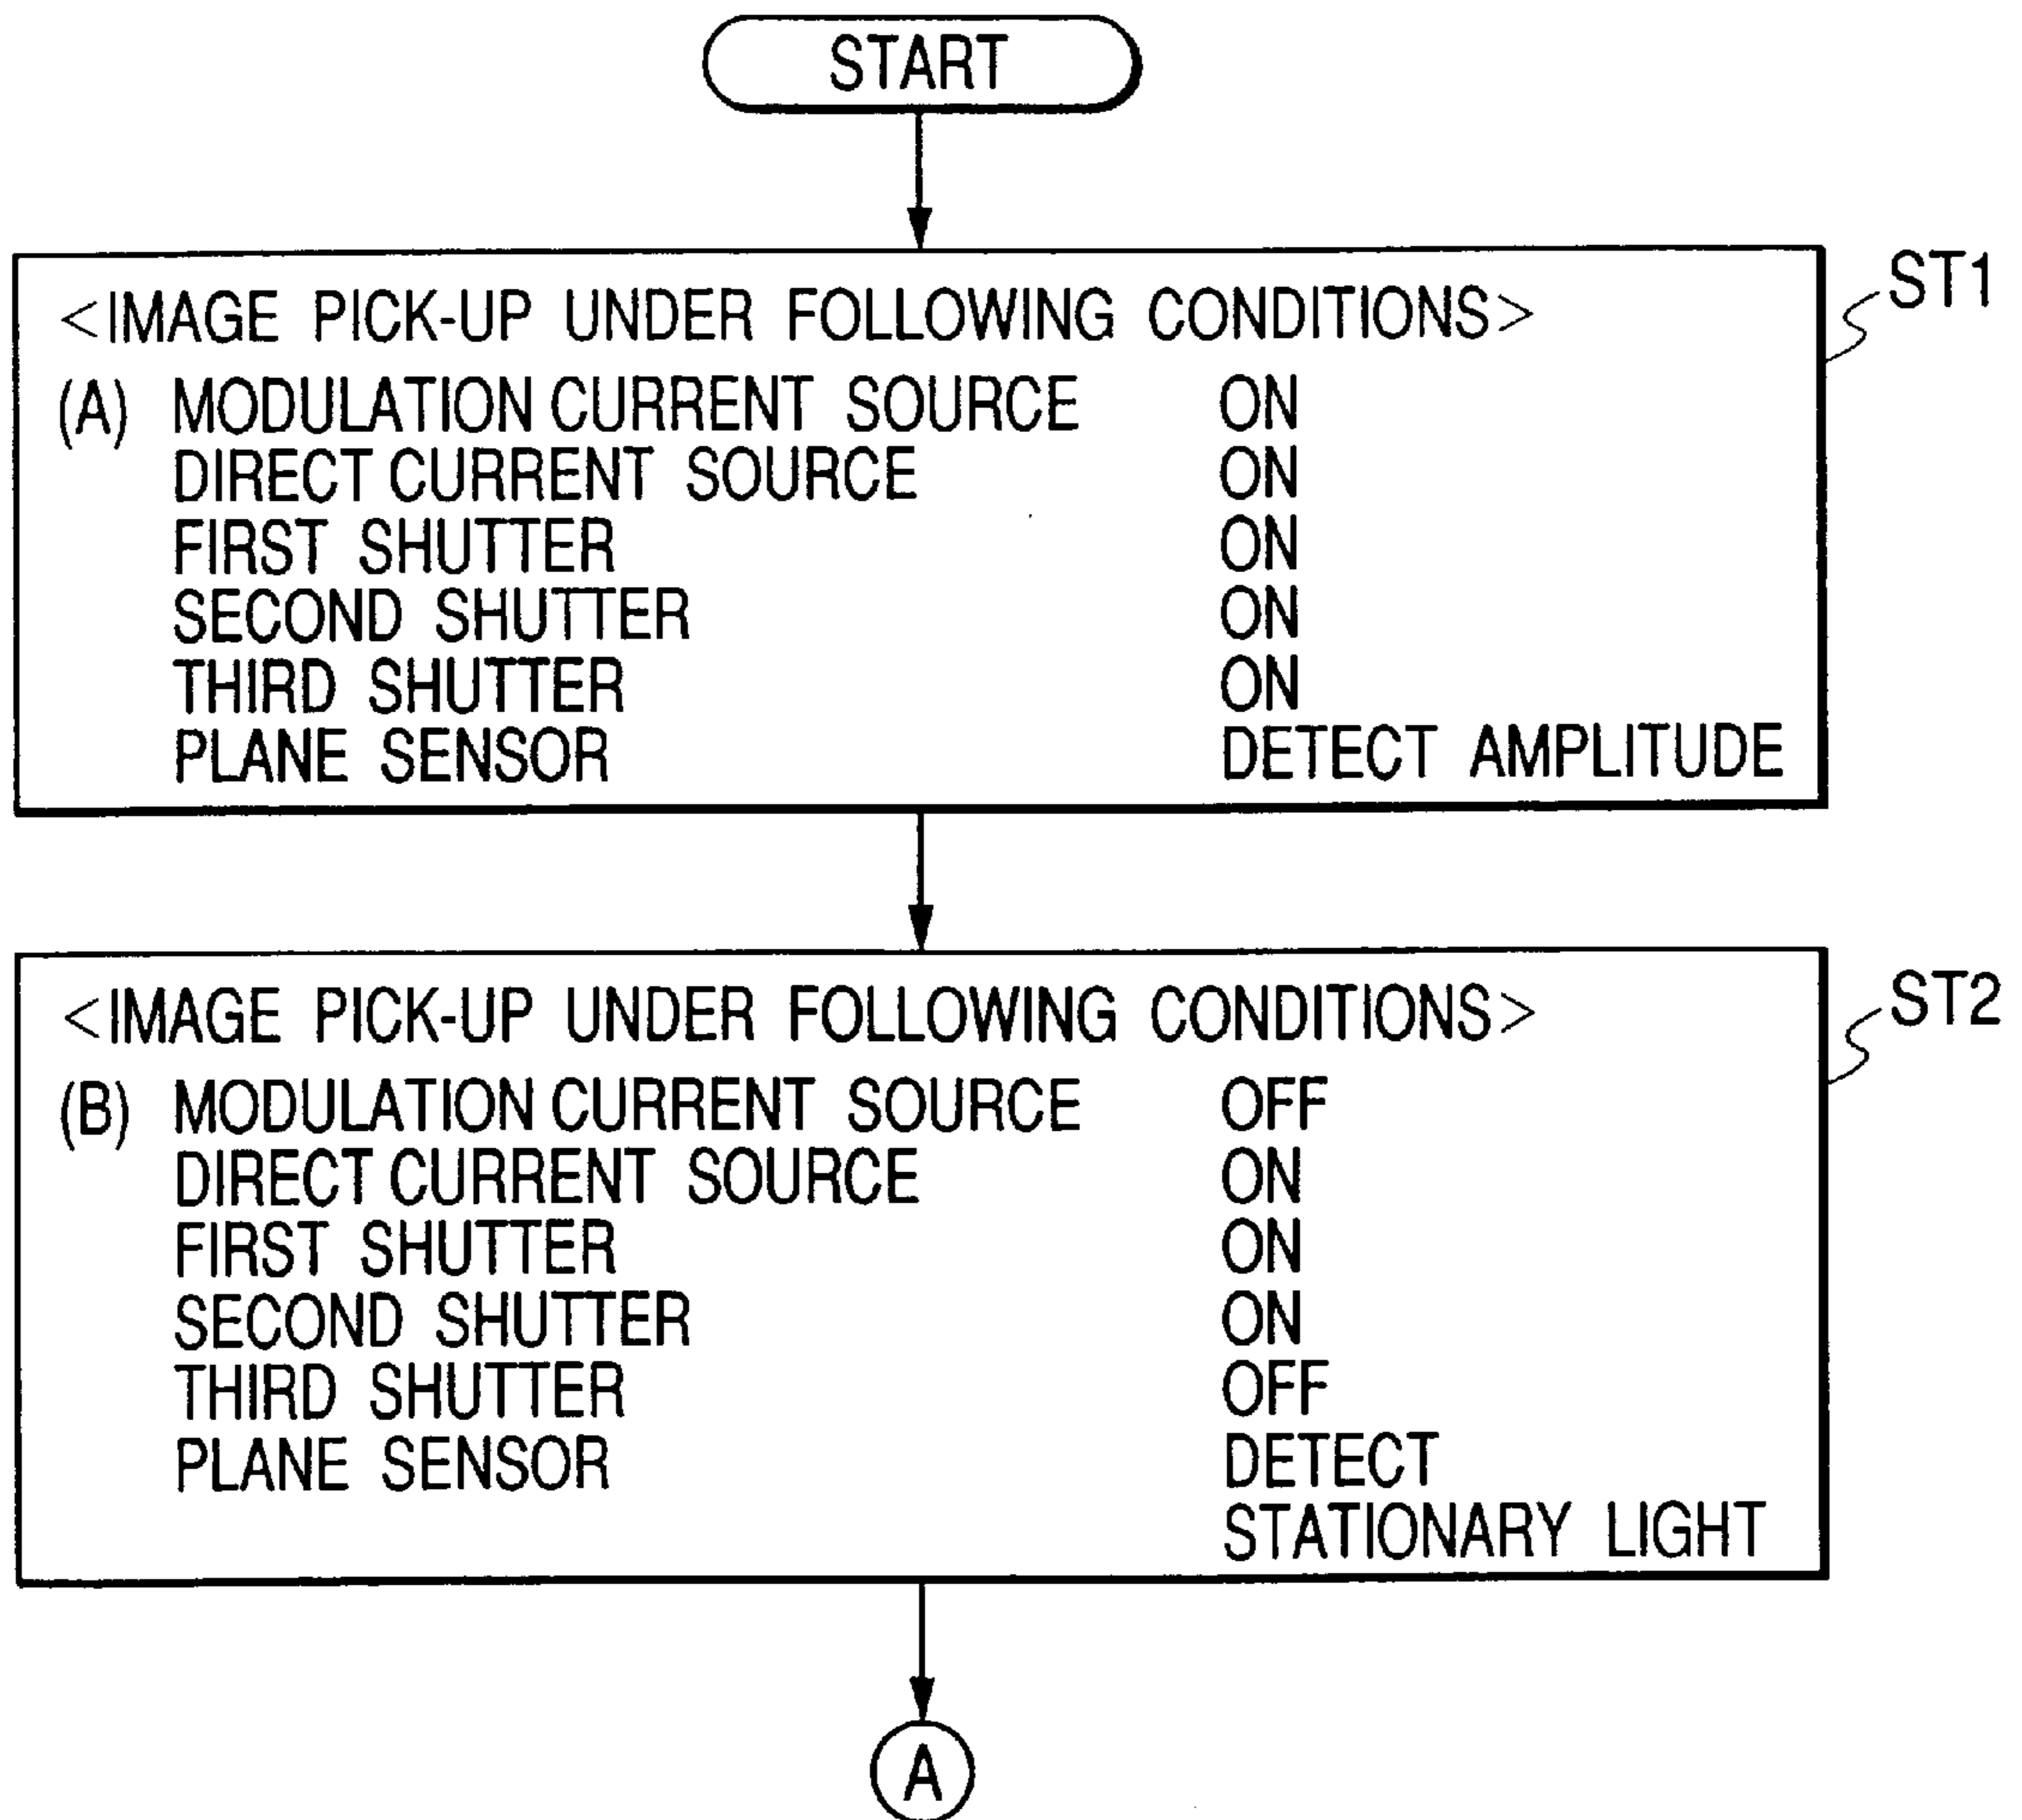 START
ST1
<IMAGE PICK-UP UNDER FOLLOWING CONDITIONS>
(A) MODULATION CURRENT SOURCE ON
DIRECT CURRENT SOURCE ON
FIRST SHUTTER ON
SECOND SHUTTER ON
THIRD SHUTTER ON
PLANE SENSOR DETECT AMPLITUDE
ST2
<IMAGE PICK-UP UNDER FOLLOWING CONDITIONS>
(B) MODULATION CURRENT SOURCE OFF
DIRECT CURRENT SOURCE ON
FIRST SHUTTER ON
SECOND SHUTTER ON
THIRD SHUTTER OFF
PLANE SENSOR DETECT
STATIONARY LIGHT
A